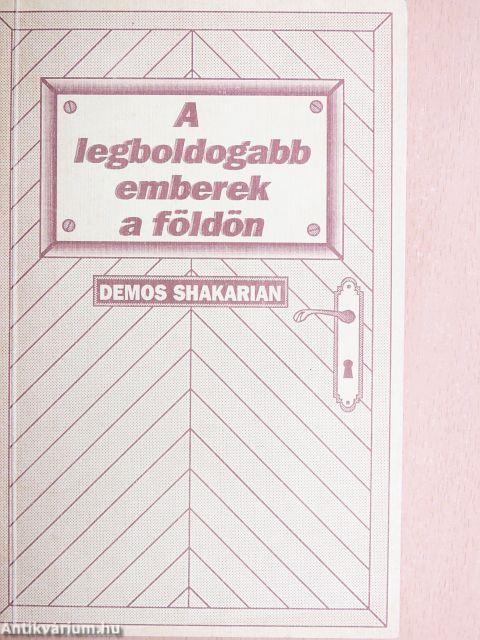 A
legboldogabb
emberek
a földön
DEMOS SHAKARIAN
Antikvarium.hu